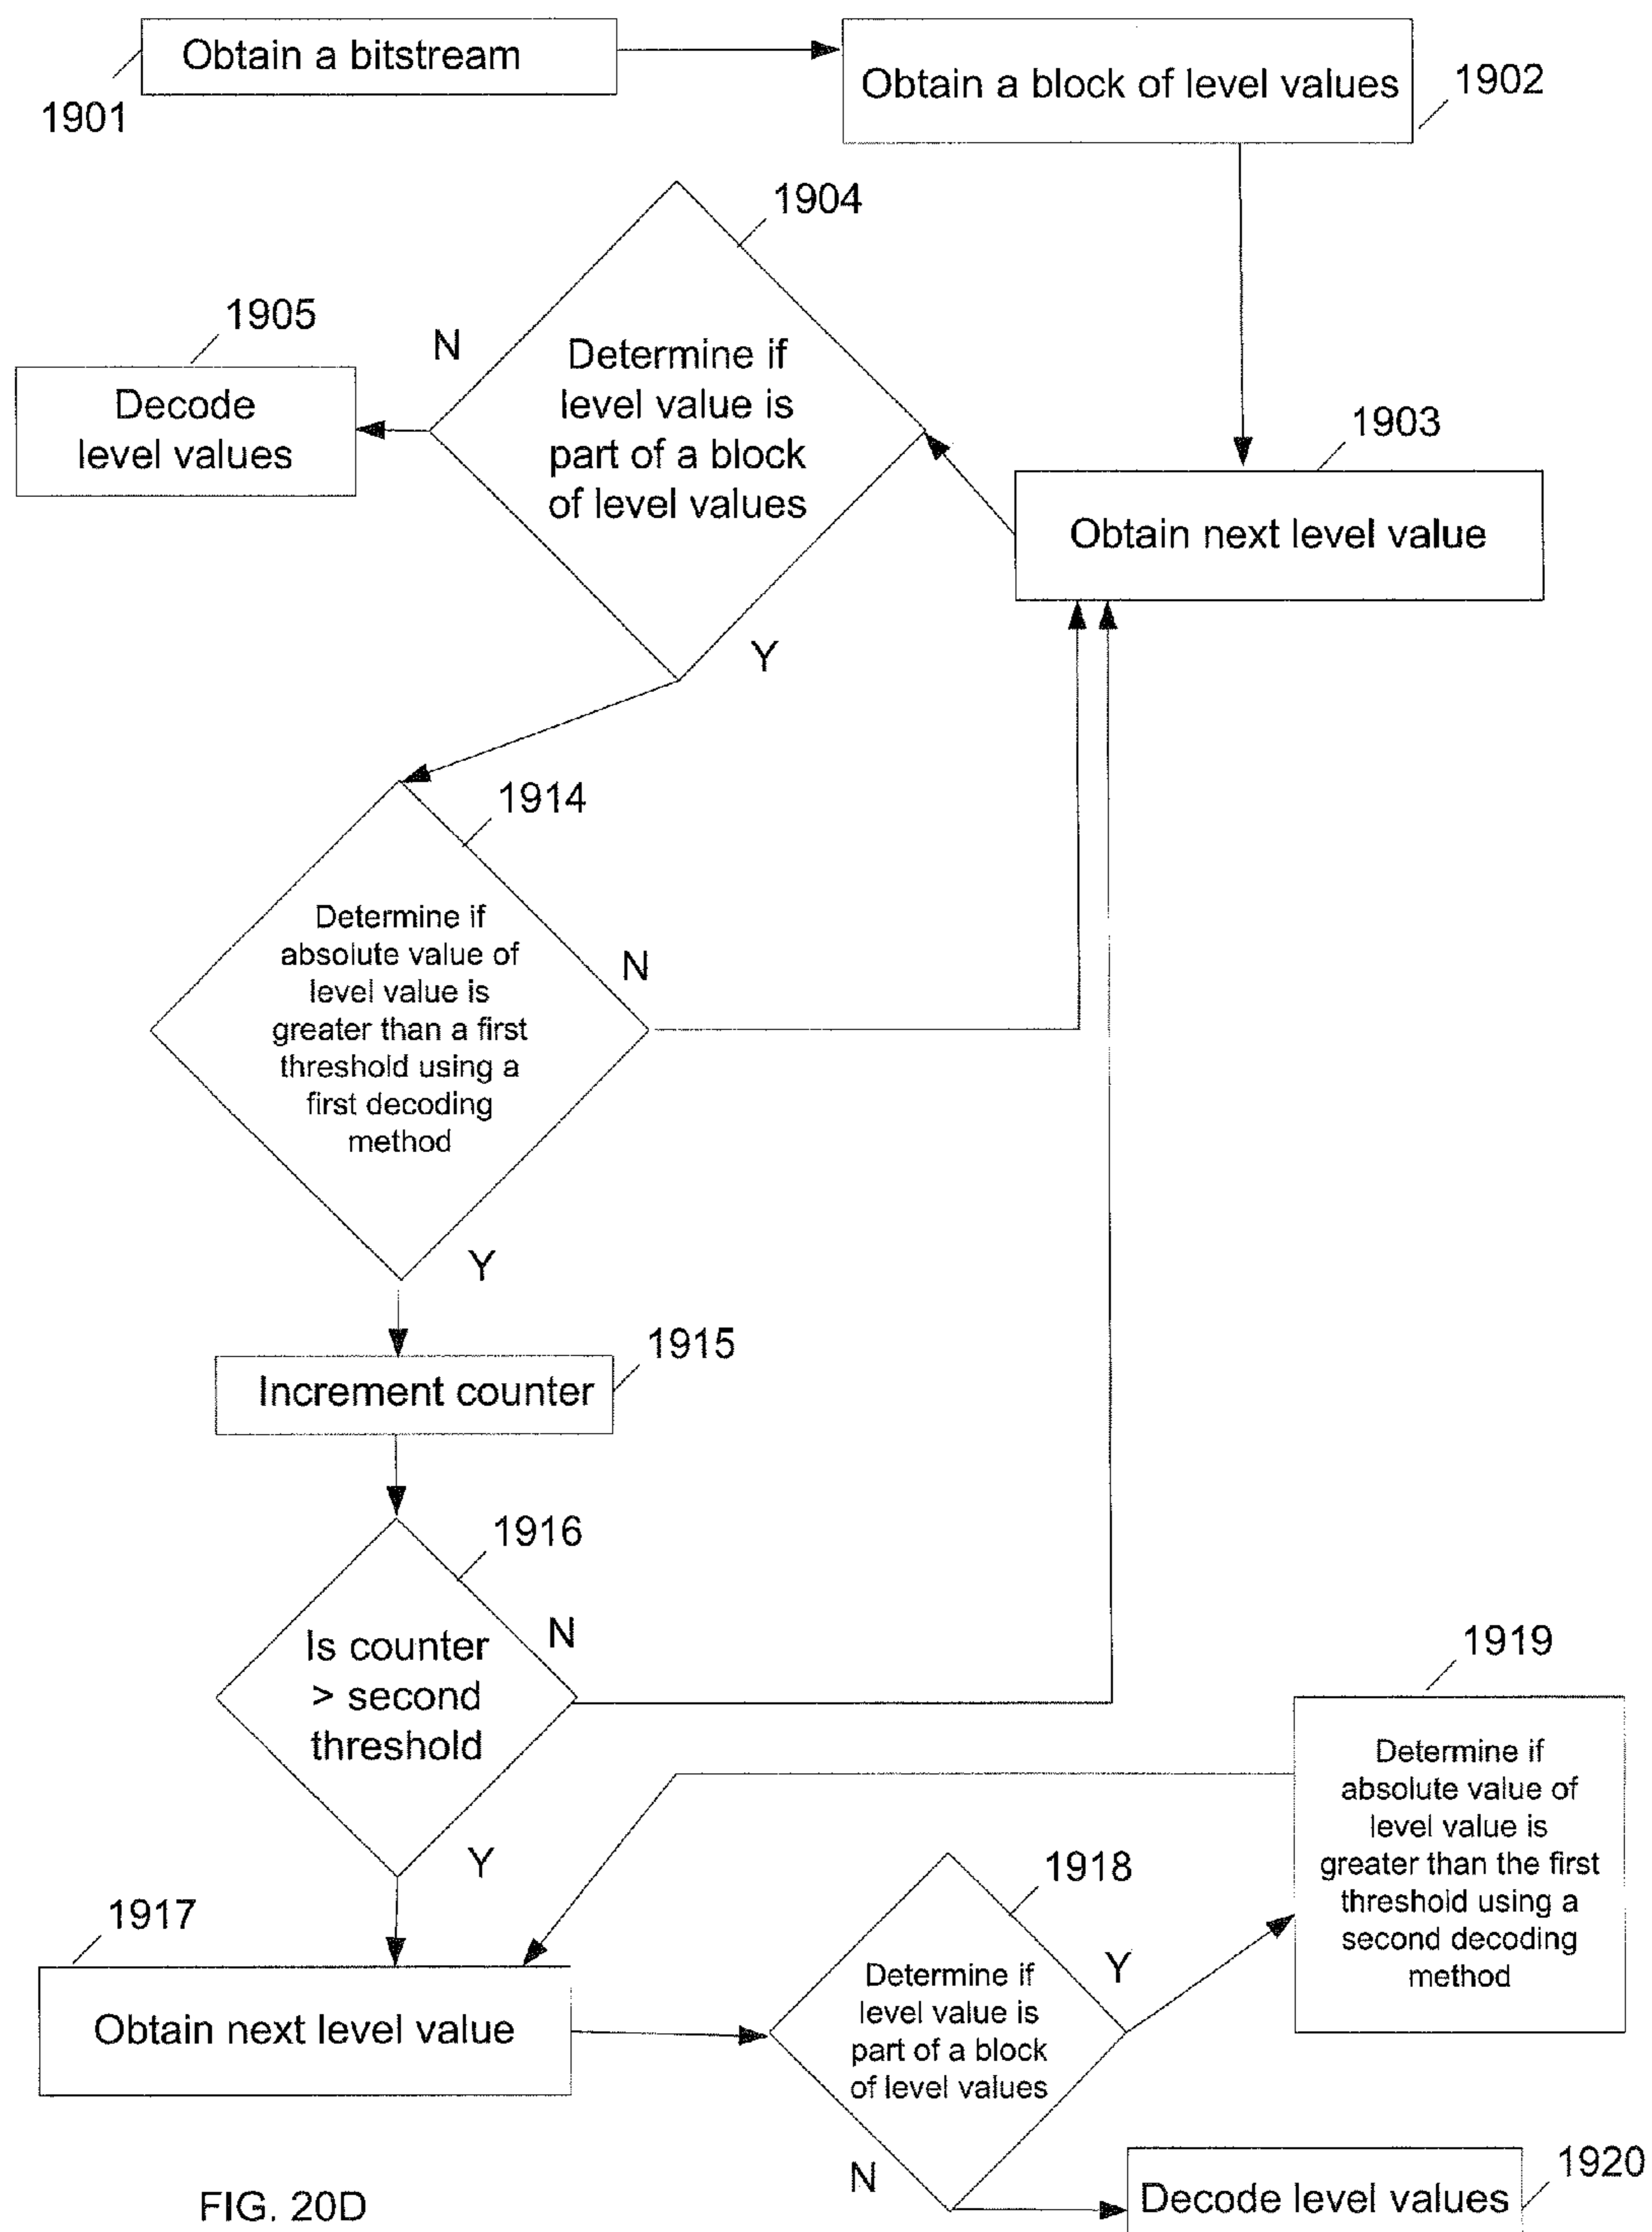 Obtain a bitstream
1901
Obtain a block of level values
1902
1904
Determine if
level value is
part of a block
of level values
N
Y
1905
Decode
level values
1903
Obtain next level value
1914
Determine if
absolute value of
level value is
greater than a first
threshold using a
first decoding
method
N
Y
1915
Increment counter
1916
Is counter
> second
threshold
N
Y
1917
Obtain next level value
1918
Determine if
level value is
part of a block
of level values
Y
N
1919
Determine if
absolute value of
level value is
greater than the first
threshold using a
second decoding
method
1920
Decode level values
FIG. 20D